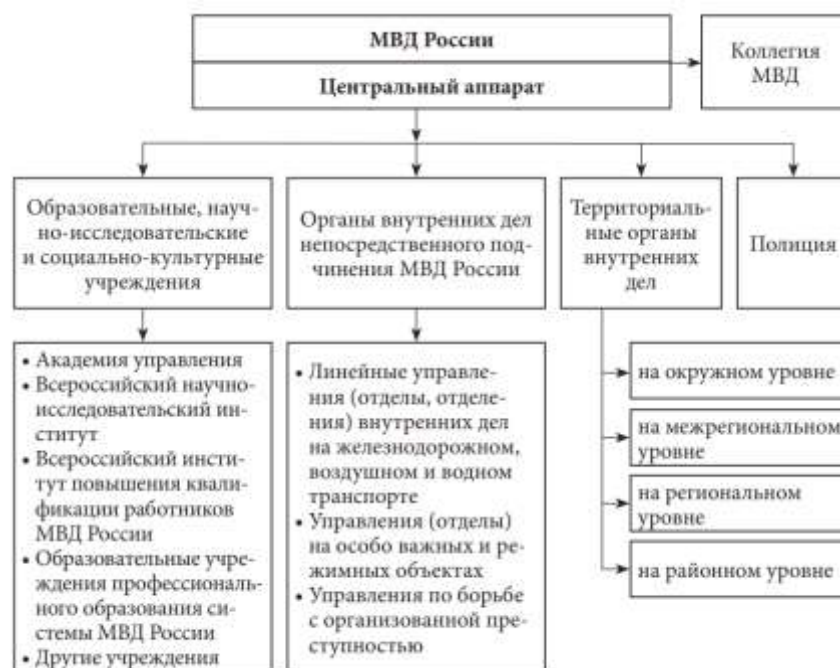 МВД России
Центральный аппарат
Коллегия
МВД
Образовательные, науч-
но-исследовательские
и социально-культурные
учреждения
Органы внутренних дел
непосредственного под-
чинения МВД России
Территориаль-
ные органы
внутренних
дел
Полиция
• Академия управления
• Всероссийский научно-
исследовательский ин-
ститут
• Всероссийский инсти-
тут повышения квали-
фикации работников
МВД России
• Образовательные учре-
ждения профессиональ-
ного образования си-
стемы МВД России
• Другие учреждения
• Линейные управле-
ния (отделы, отделе-
ния) внутренних дел
на железнодорожном,
воздушном и водном
транспорте
• Управления (отделы)
на особо важных и ре-
жимных объектах
• Управления по борьбе
с организованной пре-
ступностью
на окружном уровне
на межрегиональном
уровне
на региональном
уровне
на районном уровне